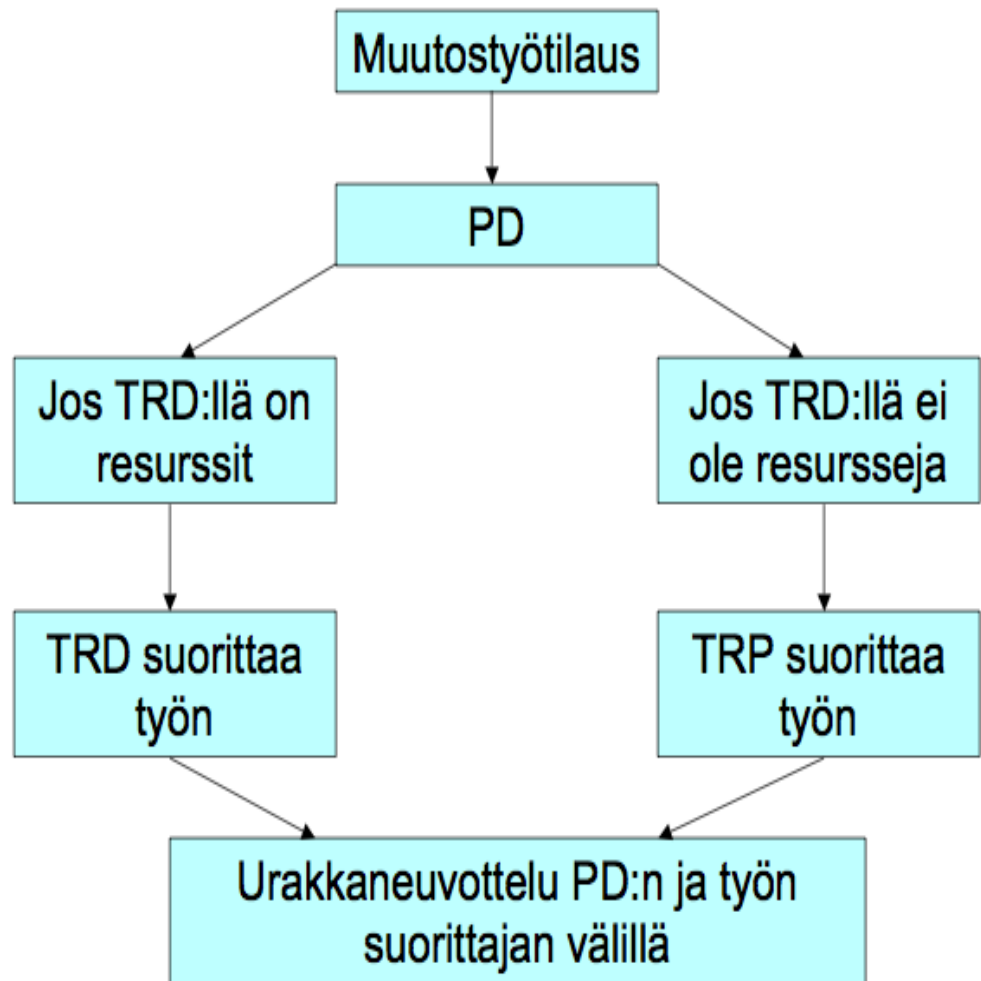 Muutostyötilaus
PD
Jos TRD:llä on
resurssit
Jos TRD:llä ei
ole resursseja
TRD suorittaa
työn
TRP suorittaa
työn
Urakkaneuvottelu PD:n ja työn
suorittajan välillä